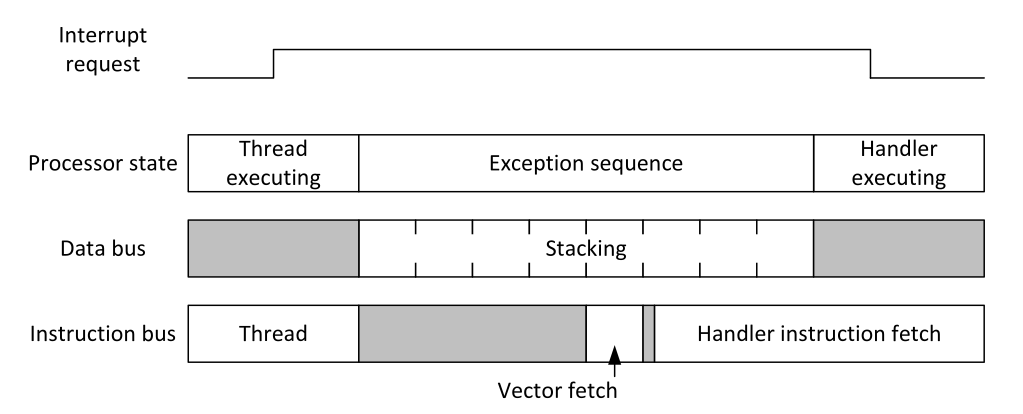 Interrupt
request
Processor state
Thread
executing
Exception sequence
Handler
executing
Data bus
Stacking
Instruction bus
Thread
Handler instruction fetch
Vector fetch